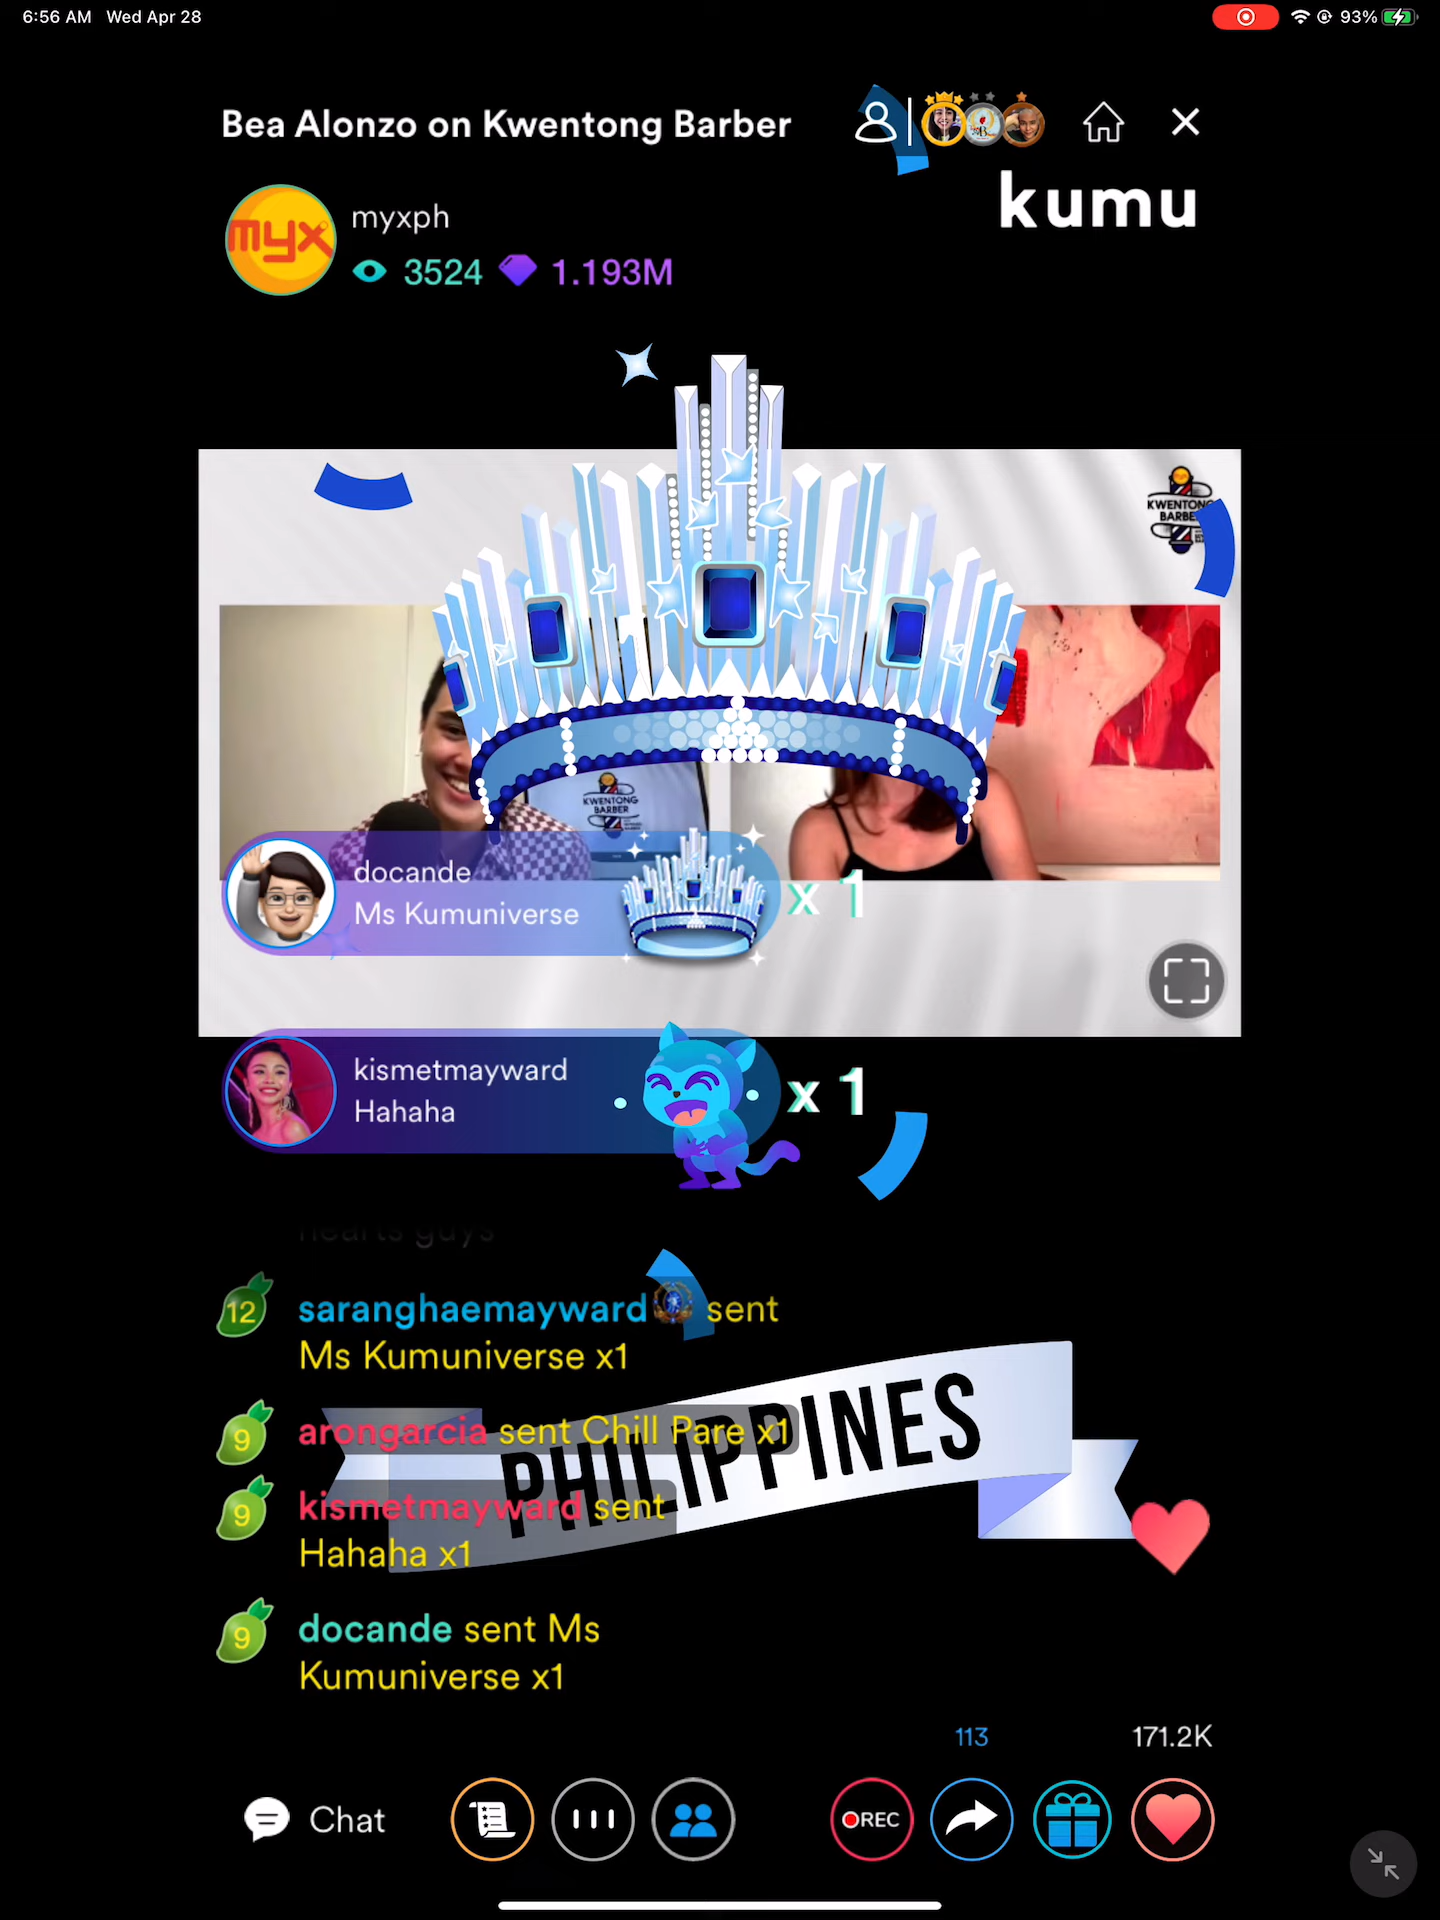 6:56 AM Wed Apr 28
93%
Bea Alonzo on Kwentong Barber
kumu
myx
myxph
3524 1.193M
KWENTONG
BARBER
KWENTONG
BARBER
docande
Ms Kumuniverse
x 1
kismetmayward
Hahaha
x 1
hearts guys
12 saranghaemayward sent
Ms Kumuniverse x1
PHILIPPINES
9 arongarcia sent Chill Pare x1
9 kismetmayward sent
Hahaha x1
9 docande sent Ms
Kumuniverse x1
113
171.2K
Chat
REC